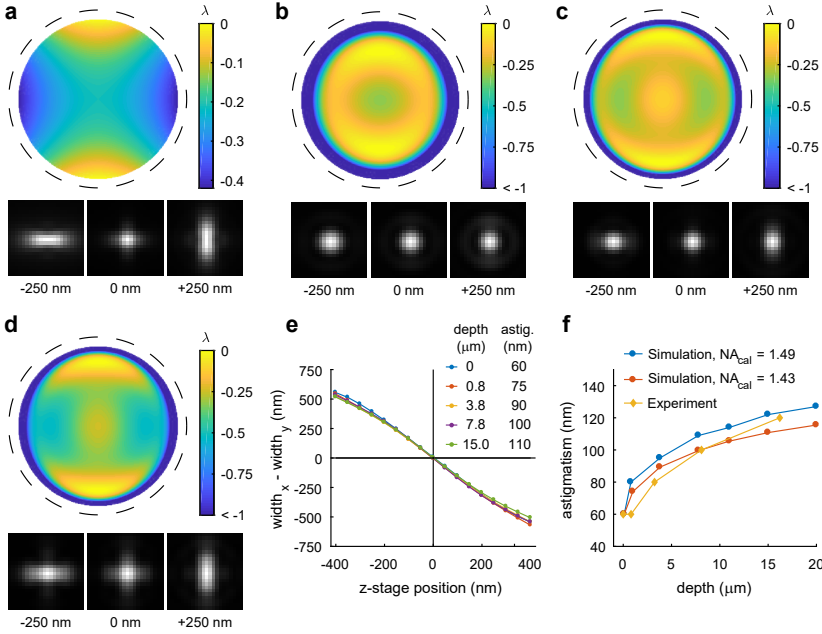 a
λ
0
-0.1
-0.2
-0.3
-0.4
-250 nm
0 nm
+250 nm
b
λ
0
-0.25
-0.5
-0.75
< -1
-250 nm
0 nm
+250 nm
c
λ
0
-0.25
-0.5
-0.75
< -1
-250 nm
0 nm
+250 nm
d
λ
0
-0.25
-0.5
-0.75
< -1
-250 nm
0 nm
+250 nm
e
depth astig.
(μm) (nm)
0 60
0.8 75
3.8 90
7.8 100
15.0 110
width_x - width_y (nm)
750
500
250
0
-250
-500
-750
-400 -200 0 200 400
z-stage position (nm)
f
Simulation, NA_cal = 1.49
Simulation, NA_cal = 1.43
Experiment
astigmatism (nm)
140
120
100
80
60
40
0 5 10 15 20
depth (μm)